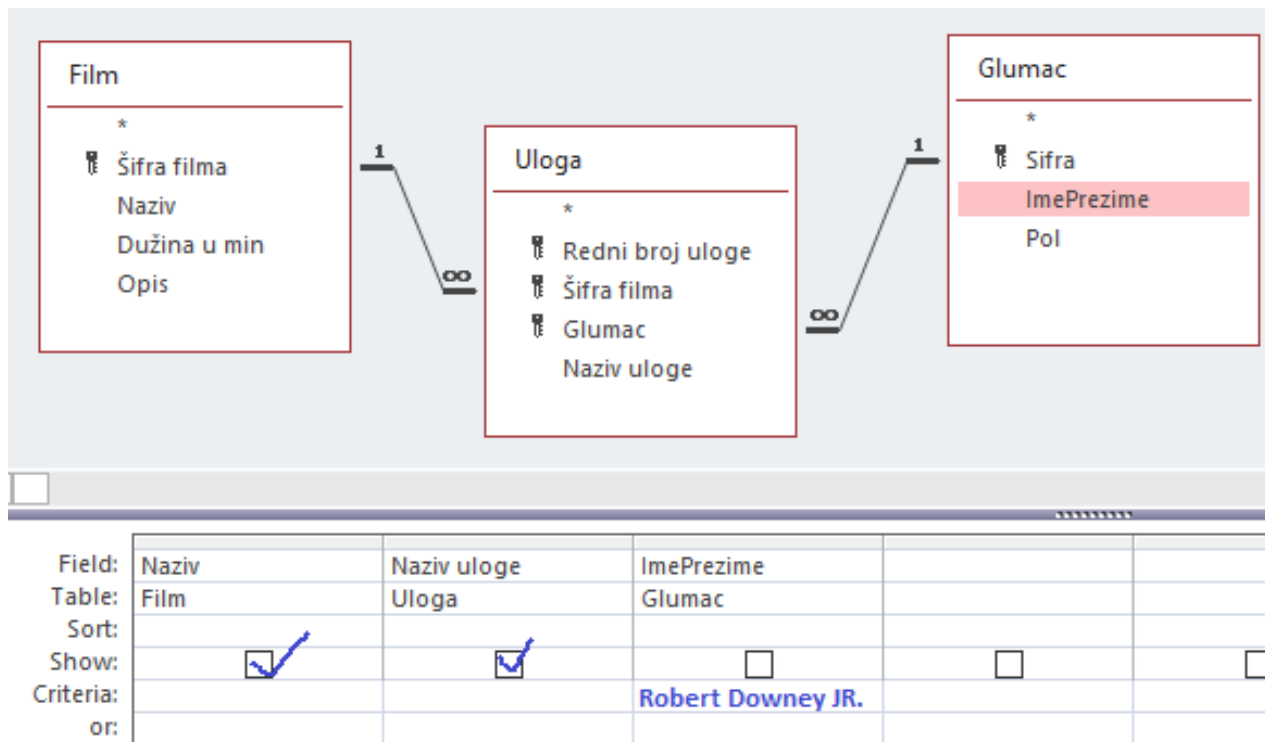 Film
*
Šifra filma
Naziv
Dužina u min
Opis
1
∞
Uloga
*
Redni broj uloge
Šifra filma
Glumac
Naziv uloge
1
∞
Glumac
*
Sifra
ImePrezime
Pol
Field: Naziv Naziv uloge ImePrezime
Table: Film Uloga Glumac
Sort:
Show:
Criteria: Robert Downey JR.
or: